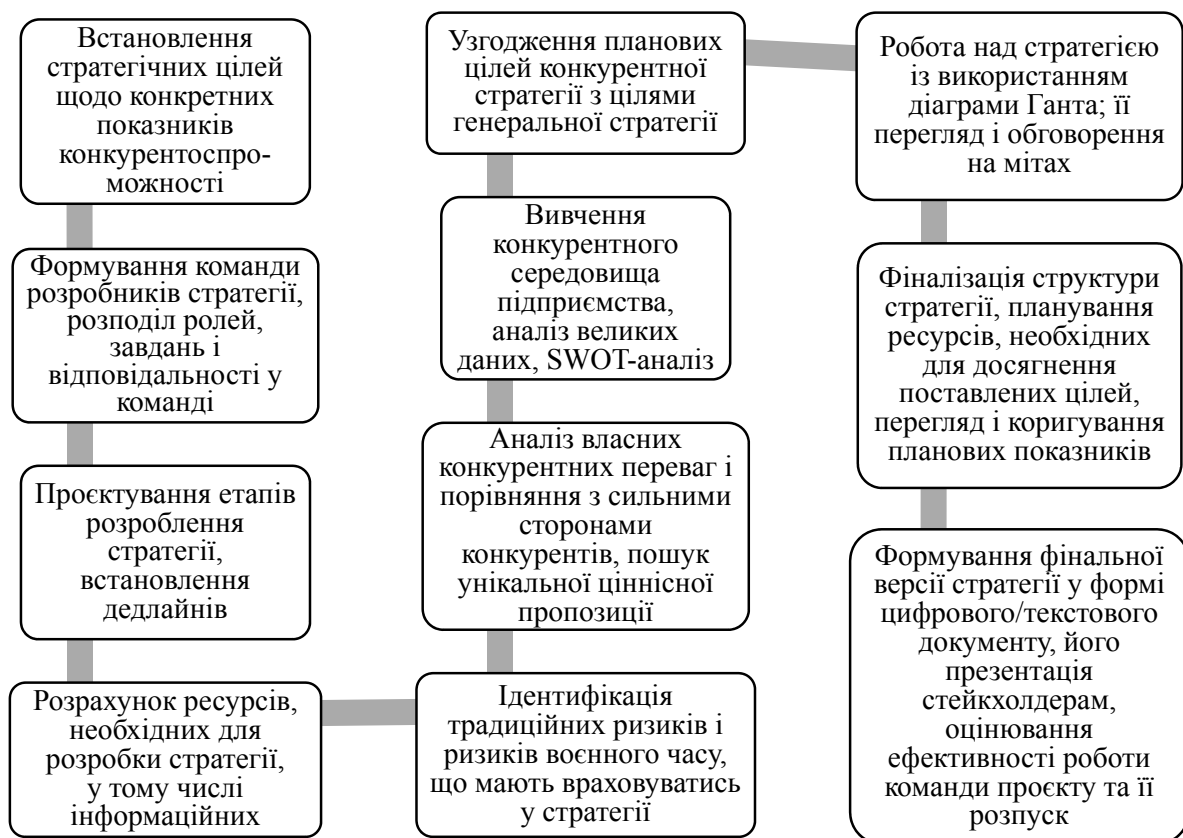 Встановлення
стратегічних цілей
щодо конкретних
показників
конкурентоспро-
можності
Формування команди
розробників стратегії,
розподіл ролей,
завдань і
відповідальності у
команді
Проєктування етапів
розроблення
стратегії,
встановлення
дедлайнів
Розрахунок ресурсів,
необхідних для
розробки стратегії,
у тому числі
інформаційних
Ідентифікація
традиційних ризиків і
ризиків воєнного часу,
що мають враховуватись
у стратегії
Аналіз власних
конкурентних переваг і
порівняння з сильними
сторонами
конкурентів, пошук
унікальної ціннісної
пропозиції
Вивчення
конкурентного
середовища
підприємства,
аналіз великих
даних, SWOT-аналіз
Узгодження планових
цілей конкурентної
стратегії з цілями
генеральної стратегії
Робота над стратегією
із використанням
діаграми Ганта; її
перегляд і обговорення
на мітах
Фіналізація структури
стратегії, планування
ресурсів, необхідних
для досягнення
поставлених цілей,
перегляд і коригування
планових показників
Формування фінальної
версії стратегії у формі
цифрового/текстового
документу, його
презентація
стейкхолдерам,
оцінювання
ефективності роботи
команди проєкту та її
розпуск